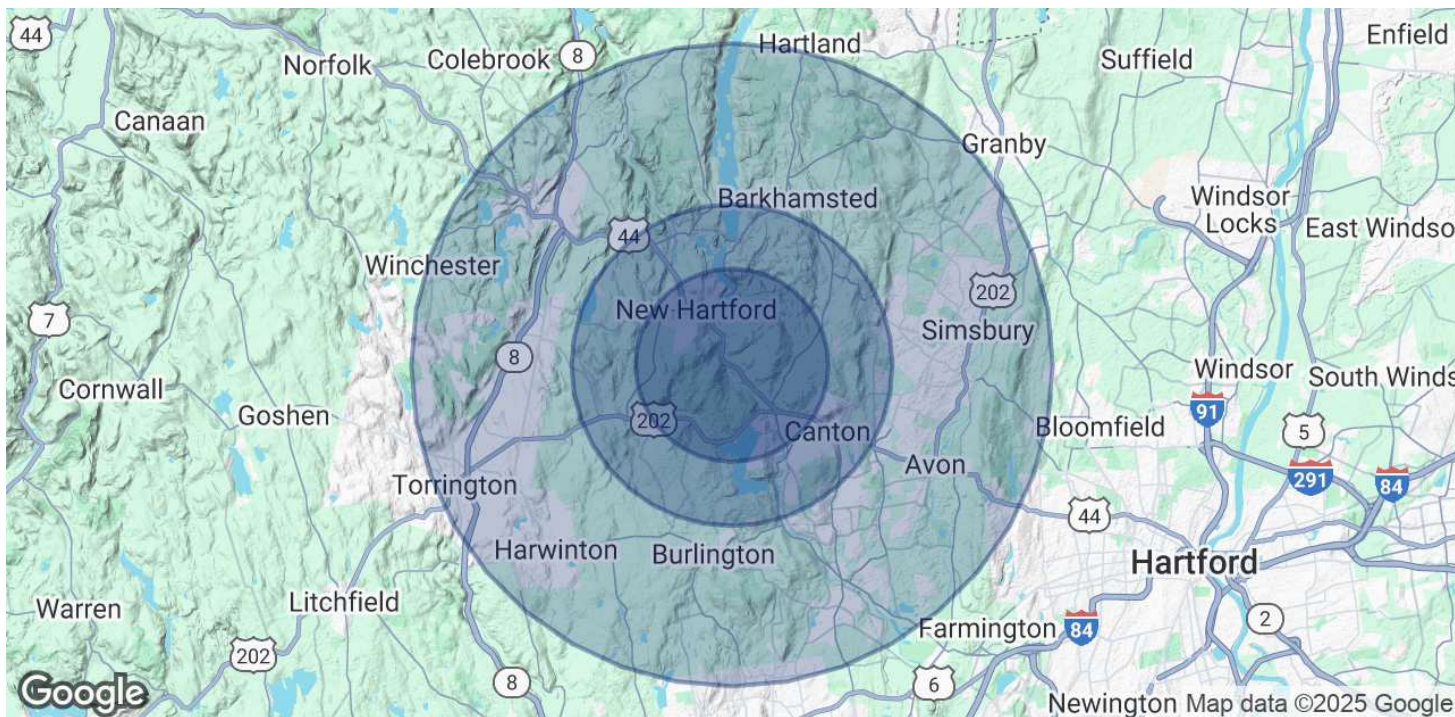 44
Norfolk
Colebrook
8
Hartland
Suffield
Enfield
Canaan
Granby
Barkhamsted
Windsor
Locks
East Windso
44
Winchester
202
7
New Hartford
Simsbury
8
Windsor
South Winds
Cornwall
Goshen
202
Canton
Bloomfield
91
5
Torrington
Avon
291
84
44
Harwinton
Burlington
Hartford
Warren
Litchfield
Farmington
84
2
202
8
6
Google
Newington
Map data ©2025 Google